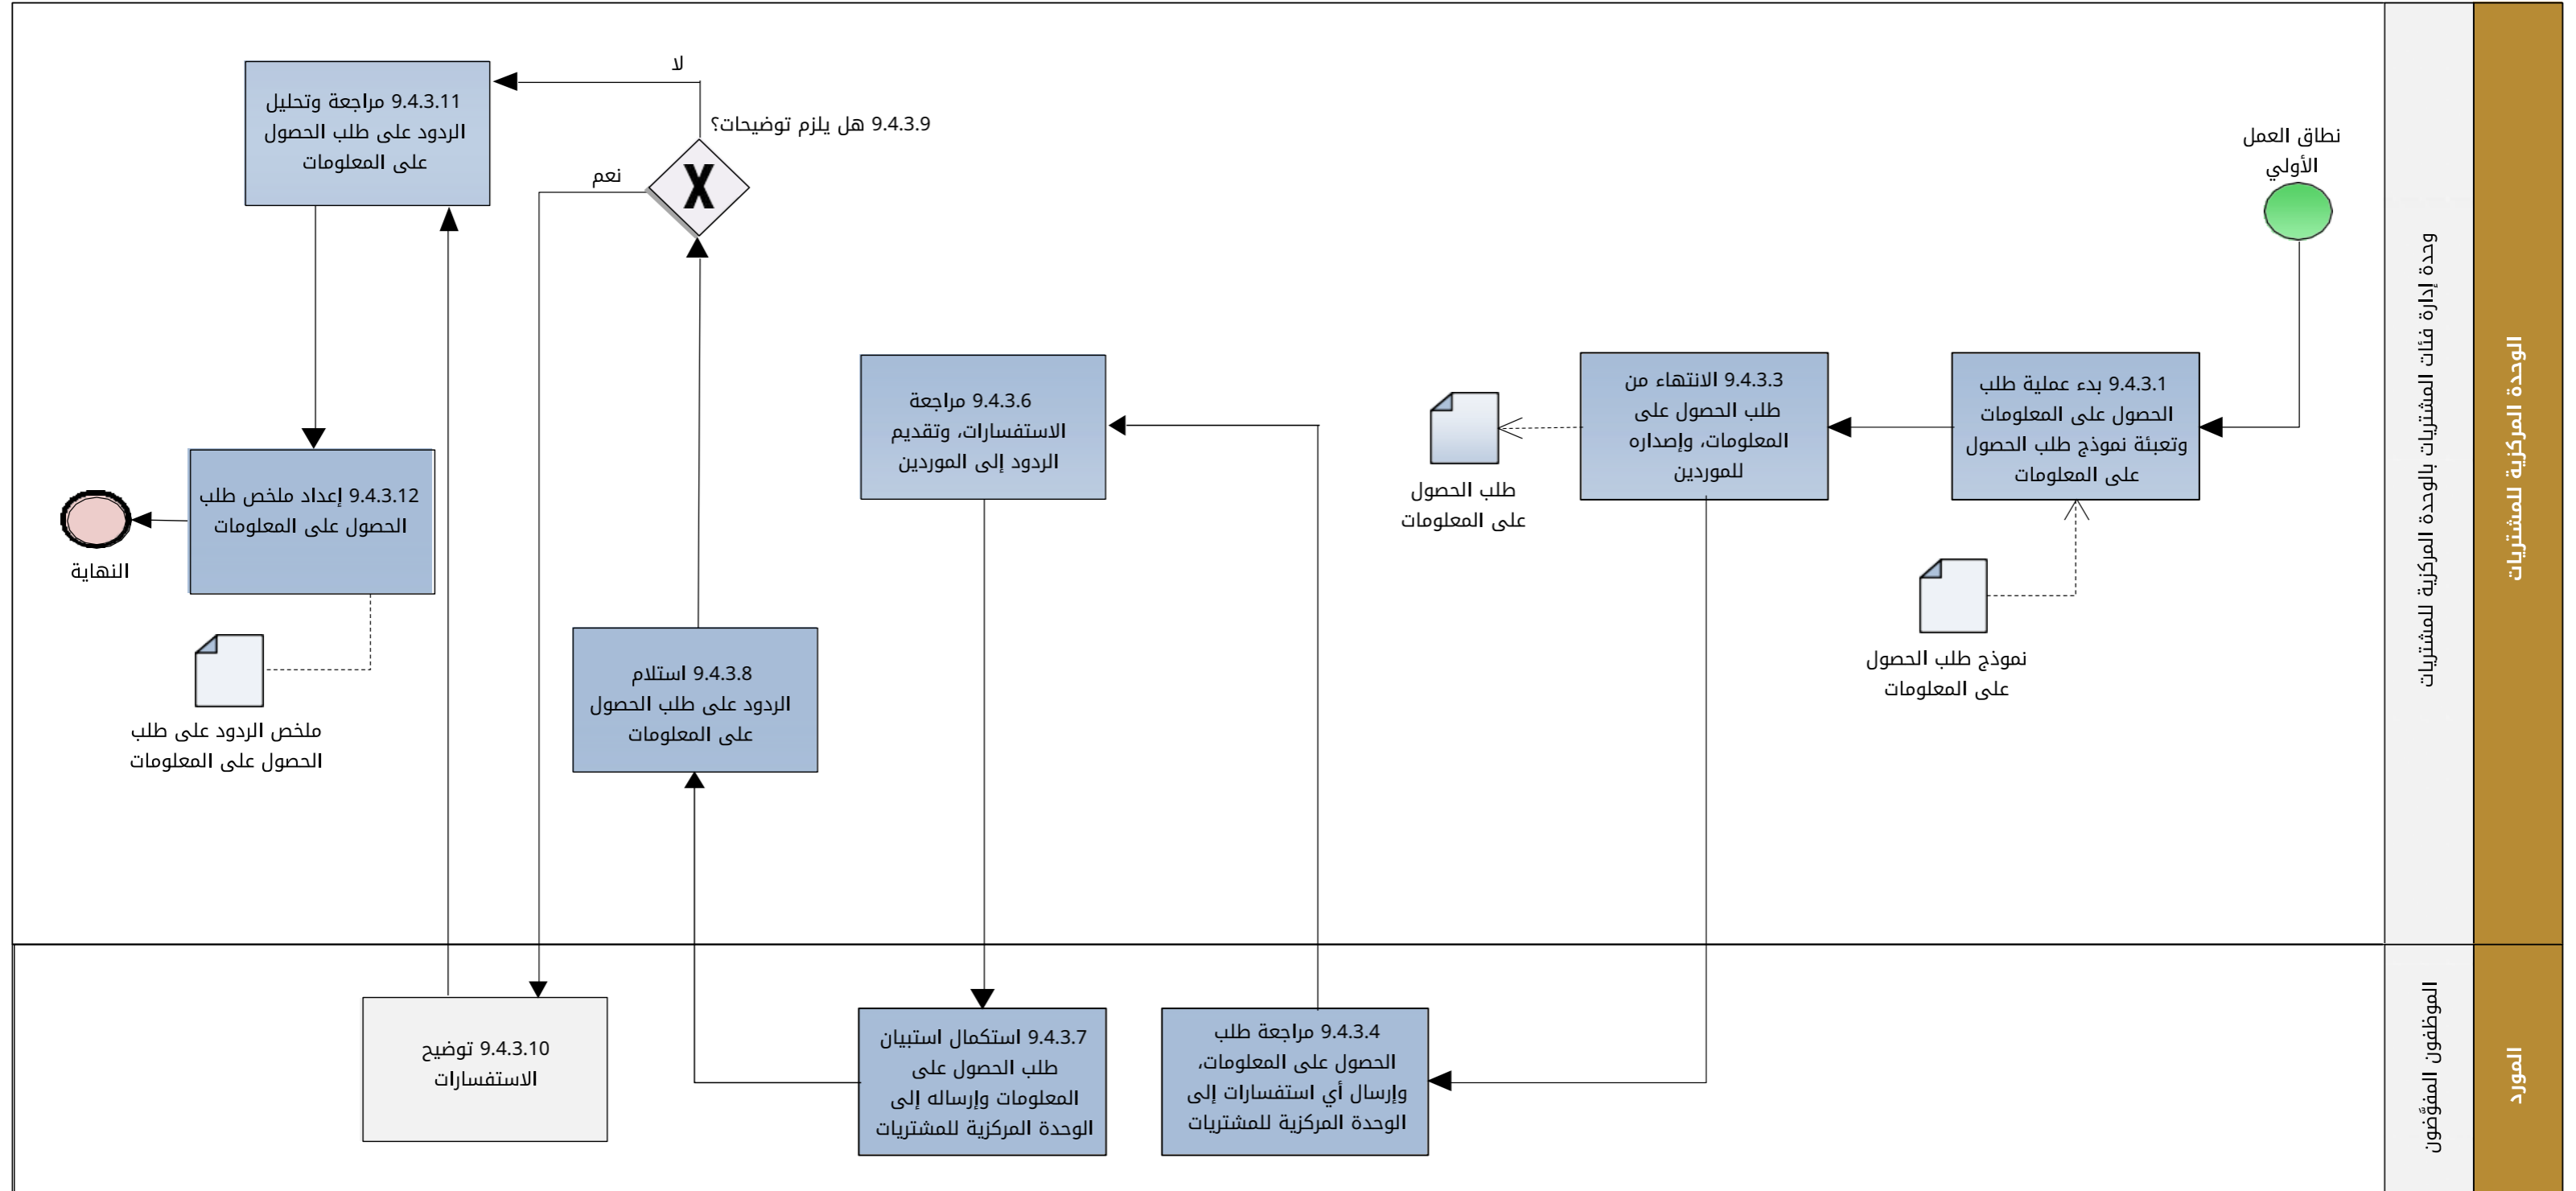 الوحدة المركزية للمشتريات
وحدة إدارة فئات المشتريات بالوحدة المركزية للمشتريات
نطاق العمل
الأولي
9.4.3.1 بدء عملية طلب
الحصول على المعلومات
وتعبئة نموذج طلب الحصول
على المعلومات
نموذج طلب الحصول
على المعلومات
9.4.3.3 الانتهاء من
طلب الحصول على
المعلومات، وإصداره
للموردين
طلب الحصول
على المعلومات
9.4.3.6 مراجعة
الاستفسارات، وتقديم
الردود إلى الموردين
9.4.3.8 استلام
الردود على طلب الحصول
على المعلومات
9.4.3.9 هل يلزم توضيحات؟
لا
نعم
9.4.3.11 مراجعة وتحليل
الردود على طلب الحصول
على المعلومات
9.4.3.12 إعداد ملخص طلب
الحصول على المعلومات
النهاية
ملخص الردود على طلب
الحصول على المعلومات
المورد
الموظفون المفوَّضون
9.4.3.4 مراجعة طلب
الحصول على المعلومات،
وإرسال أي استفسارات إلى
الوحدة المركزية للمشتريات
9.4.3.7 استكمال استبيان
طلب الحصول على
المعلومات وإرساله إلى
الوحدة المركزية للمشتريات
9.4.3.10 توضيح
الاستفسارات